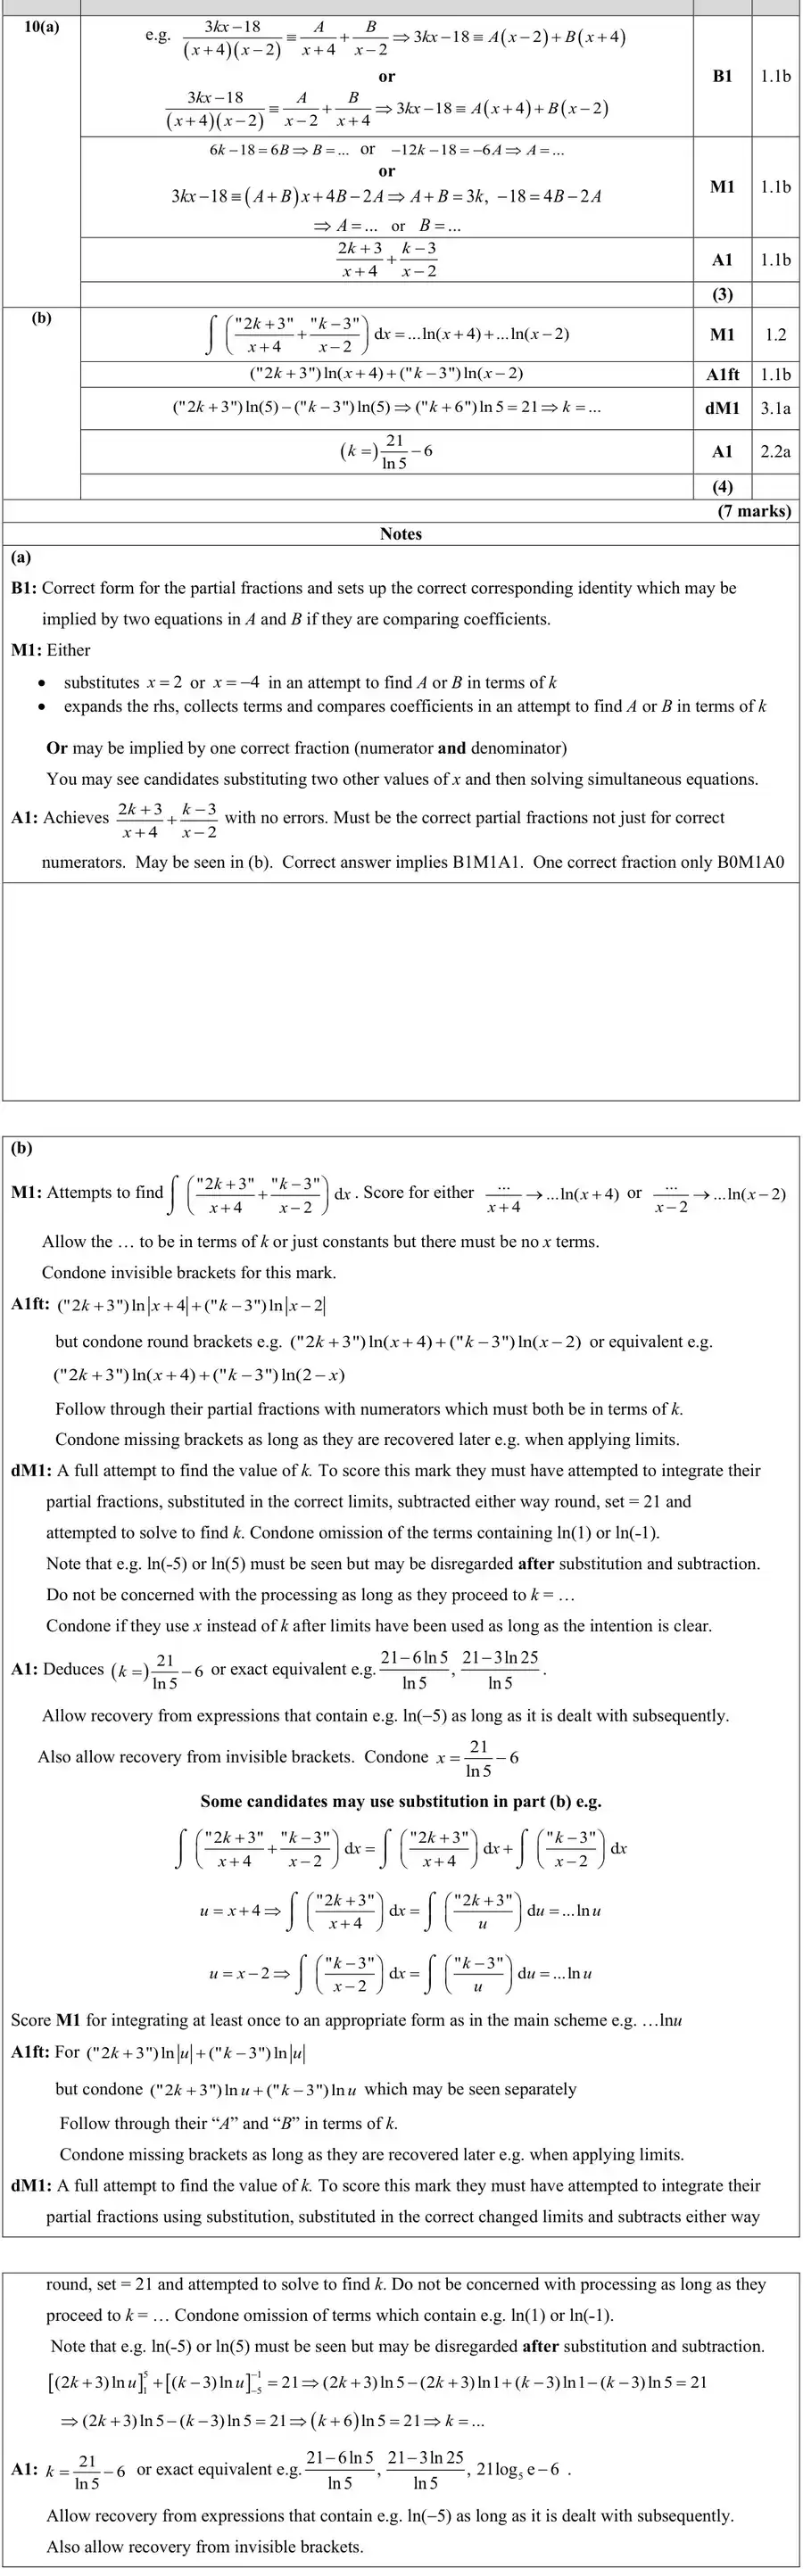 10(a)
e.g. (3kx − 18)/((x + 4)(x − 2)) ≡ A/(x + 4) + B/(x − 2) ⇒ 3kx − 18 ≡ A(x − 2) + B(x + 4)
or
(3kx − 18)/((x + 4)(x − 2)) ≡ A/(x − 2) + B/(x + 4) ⇒ 3kx − 18 ≡ A(x + 4) + B(x − 2)
B1 1.1b
6k − 18 = 6B ⇒ B = ... or −12k − 18 = −6A ⇒ A = ...
or
3kx − 18 ≡ (A + B)x + 4B − 2A ⇒ A + B = 3k, −18 = 4B − 2A
⇒ A = ... or B = ...
M1 1.1b
(2k + 3)/(x + 4) + (k − 3)/(x − 2) A1 1.1b
(3)
(b) ∫ ("2k + 3"/(x + 4) + "k − 3"/(x − 2)) dx = ...ln(x + 4) + ...ln(x − 2) M1 1.2
("2k + 3")ln(x + 4) + ("k − 3")ln(x − 2) A1ft 1.1b
("2k + 3")ln(5) − ("k − 3")ln(5) ⇒ ("k + 6")ln 5 = 21 ⇒ k = ... dM1 3.1a
(k =) 21/ln 5 − 6 A1 2.2a
(4)
(7 marks)
Notes
(a)
B1: Correct form for the partial fractions and sets up the correct corresponding identity which may be
implied by two equations in A and B if they are comparing coefficients.
M1: Either
• substitutes x = 2 or x = −4 in an attempt to find A or B in terms of k
• expands the rhs, collects terms and compares coefficients in an attempt to find A or B in terms of k
Or may be implied by one correct fraction (numerator and denominator)
You may see candidates substituting two other values of x and then solving simultaneous equations.
A1: Achieves (2k + 3)/(x + 4) + (k − 3)/(x − 2) with no errors. Must be the correct partial fractions not just for correct
numerators. May be seen in (b). Correct answer implies B1M1A1. One correct fraction only B0M1A0
(b)
M1: Attempts to find ∫ ("2k + 3"/(x + 4) + "k − 3"/(x − 2)) dx . Score for either .../(x + 4) → ...ln(x + 4) or .../(x − 2) → ...ln(x − 2)
Allow the … to be in terms of k or just constants but there must be no x terms.
Condone invisible brackets for this mark.
A1ft: ("2k + 3")ln|x + 4| + ("k − 3")ln|x − 2|
but condone round brackets e.g. ("2k + 3")ln(x + 4) + ("k − 3")ln(x − 2) or equivalent e.g.
("2k + 3")ln(x + 4) + ("k − 3")ln(2 − x)
Follow through their partial fractions with numerators which must both be in terms of k.
Condone missing brackets as long as they are recovered later e.g. when applying limits.
dM1: A full attempt to find the value of k. To score this mark they must have attempted to integrate their
partial fractions, substituted in the correct limits, subtracted either way round, set = 21 and
attempted to solve to find k. Condone omission of the terms containing ln(1) or ln(-1).
Note that e.g. ln(-5) or ln(5) must be seen but may be disregarded after substitution and subtraction.
Do not be concerned with the processing as long as they proceed to k = …
Condone if they use x instead of k after limits have been used as long as the intention is clear.
A1: Deduces (k =) 21/ln 5 − 6 or exact equivalent e.g. (21 − 6 ln 5)/ln 5, (21 − 3 ln 25)/ln 5.
Allow recovery from expressions that contain e.g. ln(−5) as long as it is dealt with subsequently.
Also allow recovery from invisible brackets. Condone x = 21/ln 5 − 6
Some candidates may use substitution in part (b) e.g.
∫ ("2k + 3"/(x + 4) + "k − 3"/(x − 2)) dx = ∫ ("2k + 3"/(x + 4)) dx + ∫ ("k − 3"/(x − 2)) dx
u = x + 4 ⇒ ∫ ("2k + 3"/(x + 4)) dx = ∫ ("2k + 3"/u) du = ...ln u
u = x − 2 ⇒ ∫ ("k − 3"/(x − 2)) dx = ∫ ("k − 3"/u) du = ...ln u
Score M1 for integrating at least once to an appropriate form as in the main scheme e.g. …lnu
A1ft: For ("2k + 3")ln|u| + ("k − 3")ln|u|
but condone ("2k + 3")ln u + ("k − 3")ln u which may be seen separately
Follow through their “A” and “B” in terms of k.
Condone missing brackets as long as they are recovered later e.g. when applying limits.
dM1: A full attempt to find the value of k. To score this mark they must have attempted to integrate their
partial fractions using substitution, substituted in the correct changed limits and subtracts either way
round, set = 21 and attempted to solve to find k. Do not be concerned with processing as long as they
proceed to k = … Condone omission of terms which contain e.g. ln(1) or ln(-1).
Note that e.g. ln(-5) or ln(5) must be seen but may be disregarded after substitution and subtraction.
[(2k + 3)ln u]₁⁵ + [(k − 3)ln u]₋₅⁻¹ = 21 ⇒ (2k + 3)ln 5 − (2k + 3)ln 1 + (k − 3)ln 1 − (k − 3)ln 5 = 21
⇒ (2k + 3)ln 5 − (k − 3)ln 5 = 21 ⇒ (k + 6)ln 5 = 21 ⇒ k = ...
A1: k = 21/ln 5 − 6 or exact equivalent e.g. (21 − 6 ln 5)/ln 5, (21 − 3 ln 25)/ln 5, 21log₅ e − 6 .
Allow recovery from expressions that contain e.g. ln(−5) as long as it is dealt with subsequently.
Also allow recovery from invisible brackets.